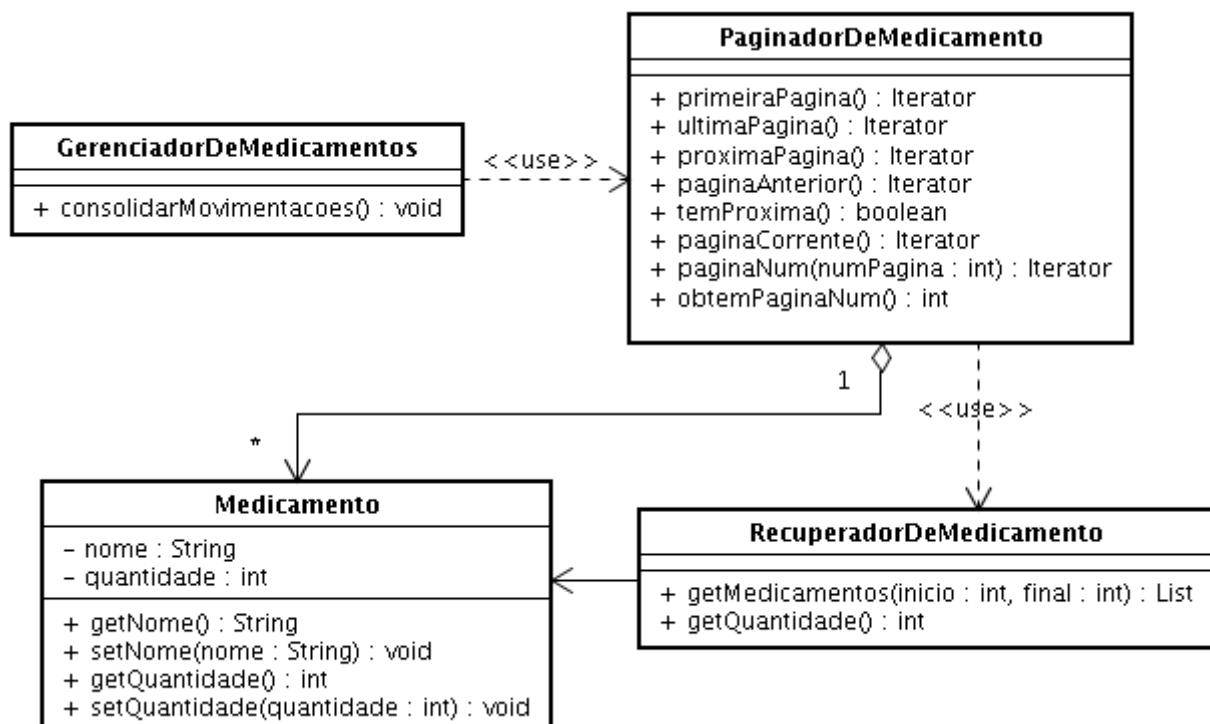 PaginadorDeMedicamento
+ primeiraPagina() : Iterator
+ ultimaPagina() : Iterator
+ proximaPagina() : Iterator
+ paginaAnterior() : Iterator
+ temProxima() : boolean
+ paginaCorrente() : Iterator
+ paginaNum(numPagina : int) : Iterator
+ obtemPaginaNum() : int
GerenciadorDeMedicamentos
+ consolidarMovimentacoes() : void
<<use>>
1
<<use>>
*
Medicamento
- nome : String
- quantidade : int
+ getNome() : String
+ setNome(nome : String) : void
+ getQuantidade() : int
+ setQuantidade(quantidade : int) : void
RecuperadorDeMedicamento
+ getMedicamentos(inicio : int, final : int) : List
+ getQuantidade() : int